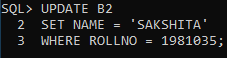 SQL> UPDATE B2
2 SET NAME = 'SAKSHITA'
3 WHERE ROLLNO = 1981035;